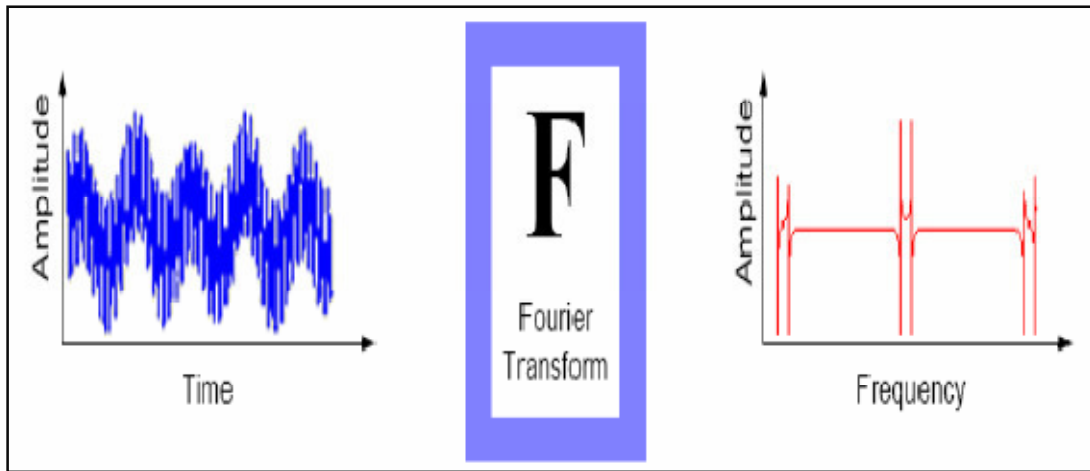 Amplitude
Time
F
Fourier
Transform
Amplitude
Frequency